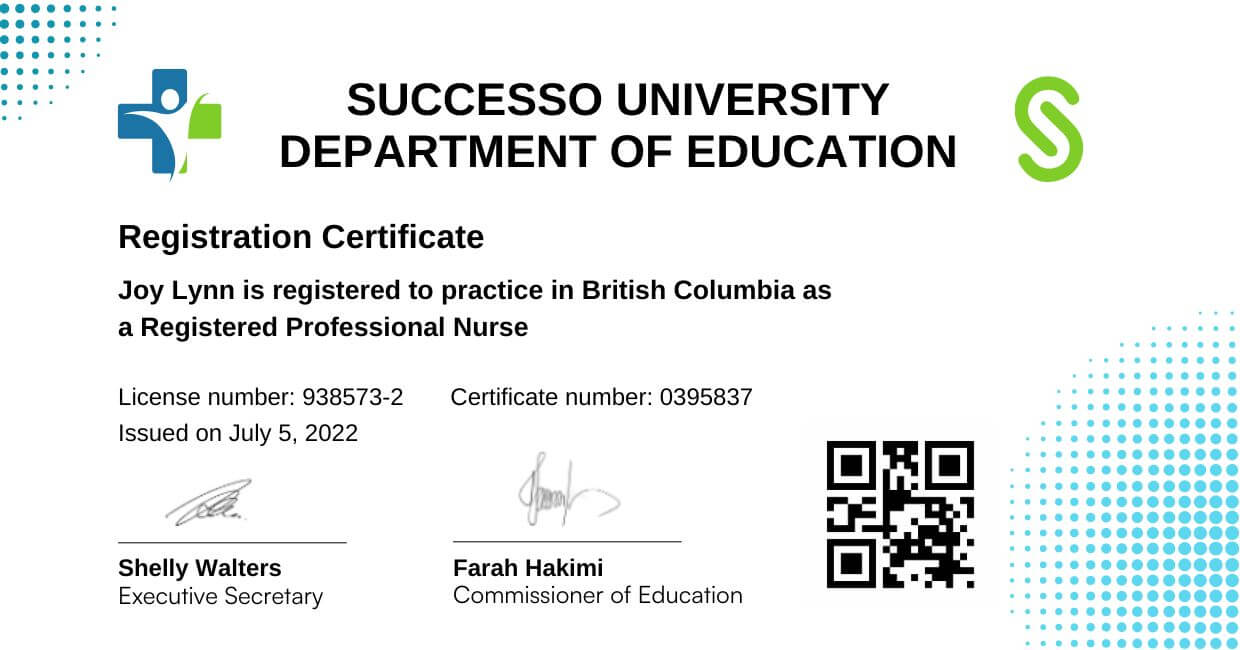 SUCCESSO UNIVERSITY
DEPARTMENT OF EDUCATION
Registration Certificate
Joy Lynn is registered to practice in British Columbia as
a Registered Professional Nurse
License number: 938573-2 Certificate number: 0395837
Issued on July 5, 2022
Shelly Walters
Executive Secretary
Farah Hakimi
Commissioner of Education